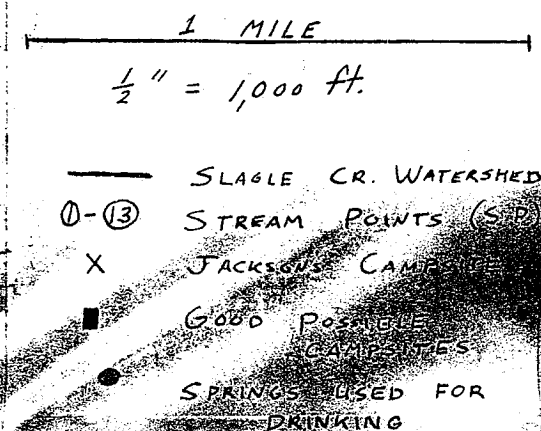 1 MILE
1/2" = 1,000 ft.
SLAGLE CR. WATERSHED
①-⑬ STREAM POINTS (S.P)
X JACKSONS CAMPSITE
GOOD POSSIBLE
CAMPSITES
SPRINGS USED FOR
DRINKING